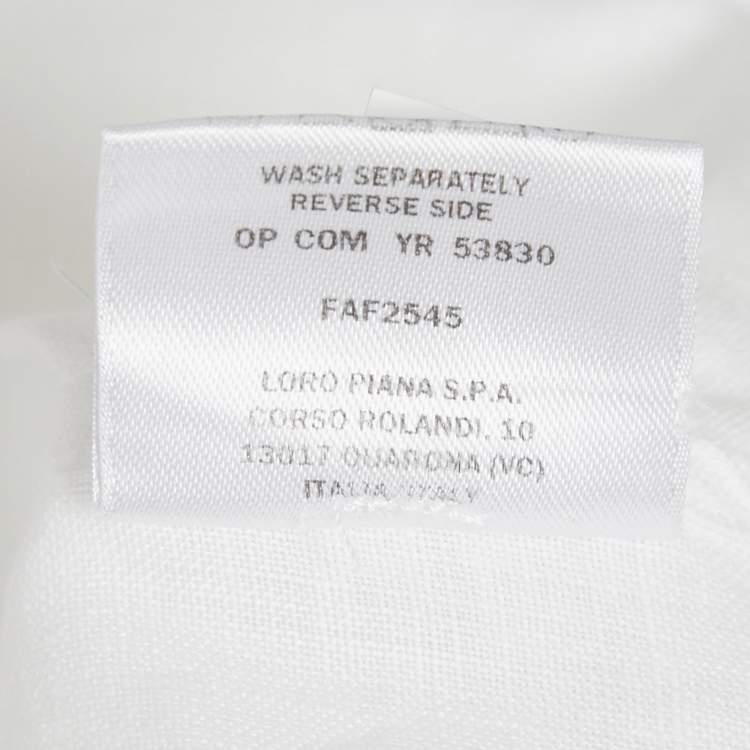 WASH SEPARATELY
REVERSE SIDE
OP COM YR 53830
FAF2545
LORO PIANA S.P.A.
CORSO ROLANDI, 10
13017 QUARONA (VC)
ITALIA, ITALY